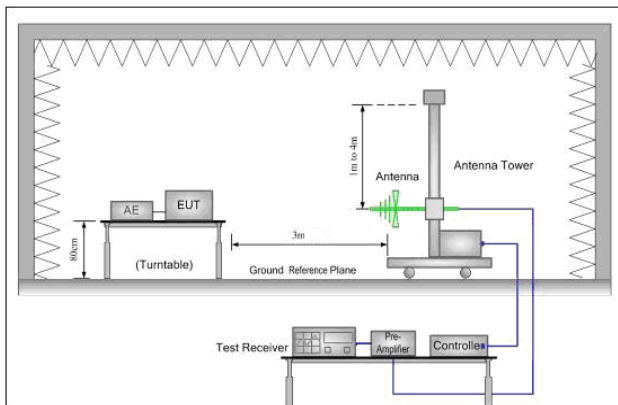 1m to 4m
Antenna
Antenna Tower
AE
EUT
80cm
(Turntable)
3m
Ground Reference Plane
Test Receiver
Pre-
Amplifier
Controller